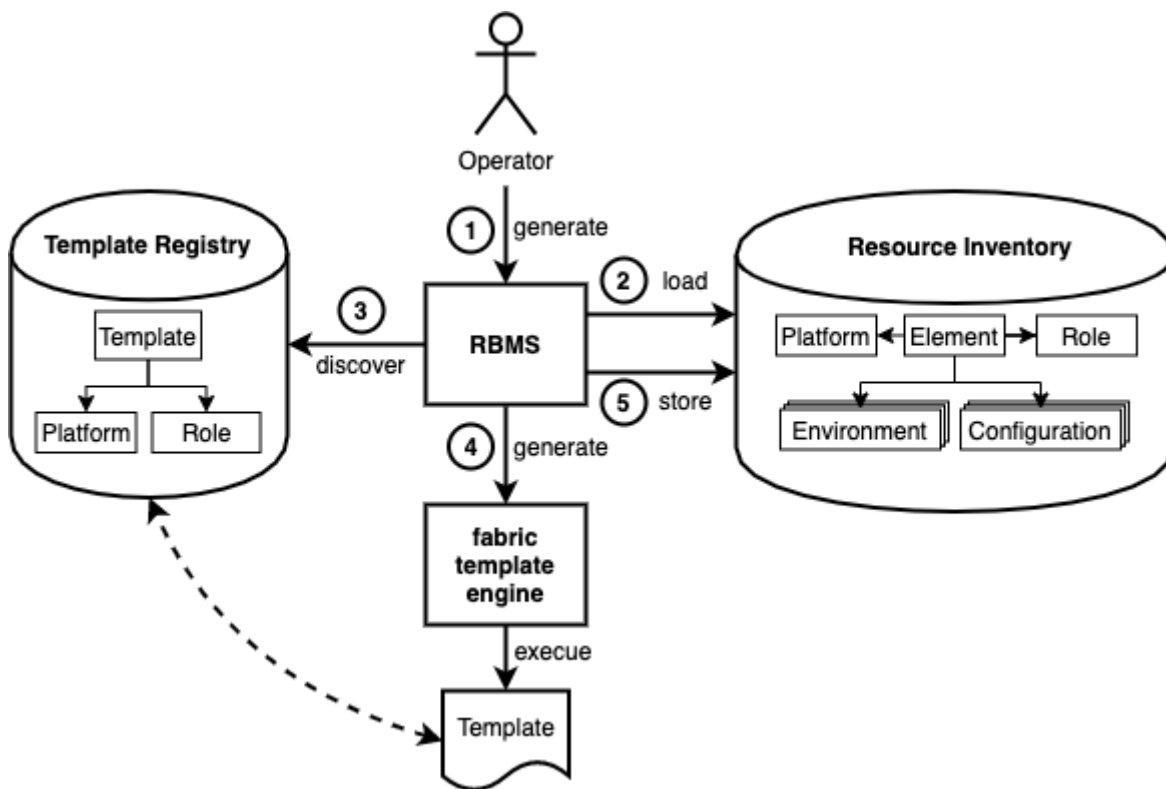 Operator
1
generate
Template Registry
Resource Inventory
2
load
3
discover
RBMS
Template
Platform
Element
Role
5
store
Platform
Role
4
generate
Environment
Configuration
fabric
template
engine
execue
Template